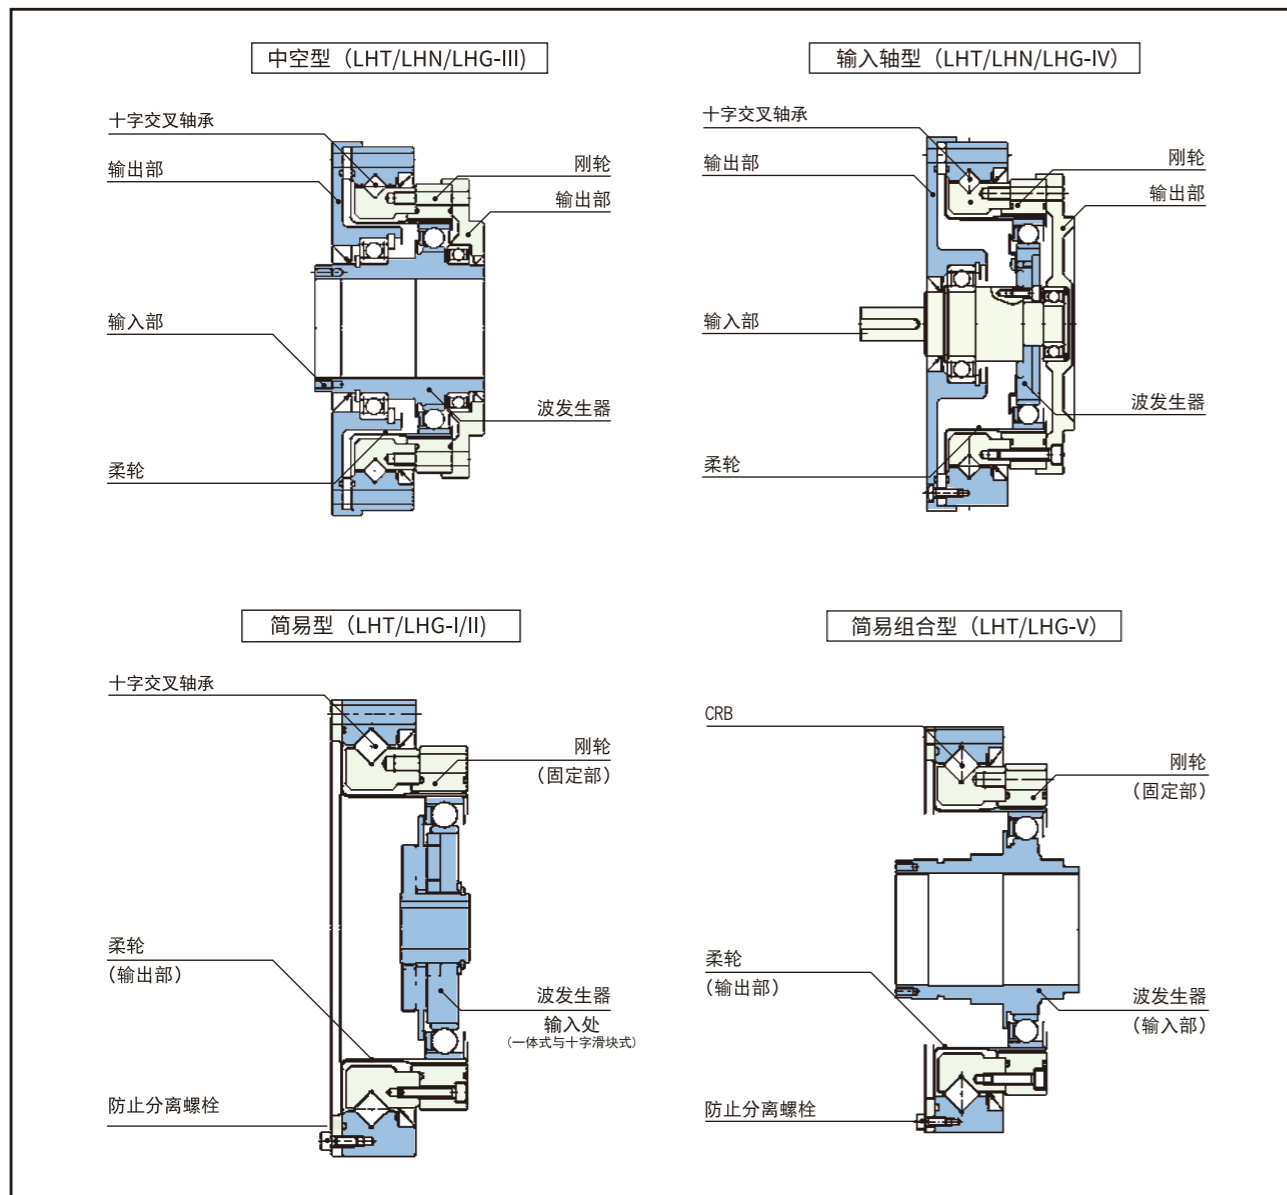 中空型（LHT/LHN/LHG-III)
十字交叉轴承
输出部
刚轮
输出部
输入部
波发生器
柔轮
输入轴型（LHT/LHN/LHG-IV）
十字交叉轴承
输出部
刚轮
输出部
输入部
波发生器
柔轮
简易型（LHT/LHG-I/II)
十字交叉轴承
刚轮
（固定部）
柔轮
（输出部）
波发生器
输入处
（一体式与十字滑块式）
防止分离螺栓
简易组合型（LHT/LHG-V）
CRB
刚轮
（固定部）
柔轮
（输出部）
波发生器
（输入部）
防止分离螺栓